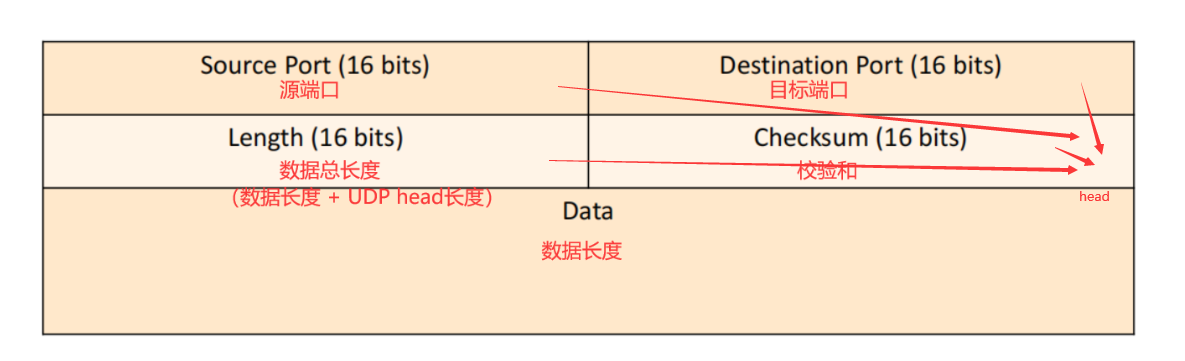 Source Port (16 bits)
源端口
Destination Port (16 bits)
目标端口
Length (16 bits)
数据总长度
（数据长度 + UDP head长度）
Checksum (16 bits)
校验和
head
Data
数据长度